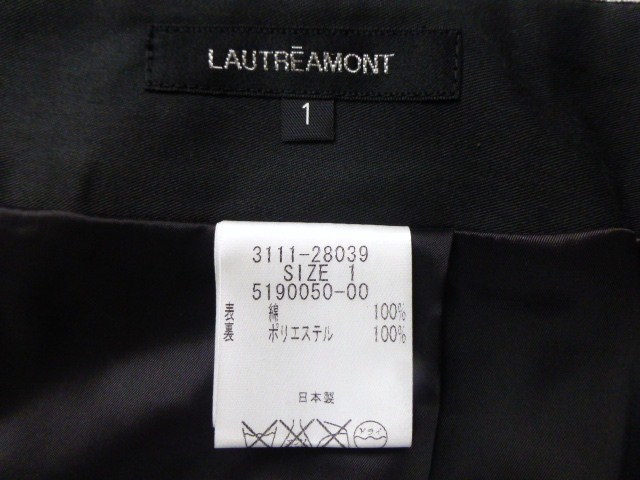 LAUTRĒAMONT
1
3111-28039
SIZE 1
5190050-00
表 綿 100%
裏 ポリエステル 100%
日本製